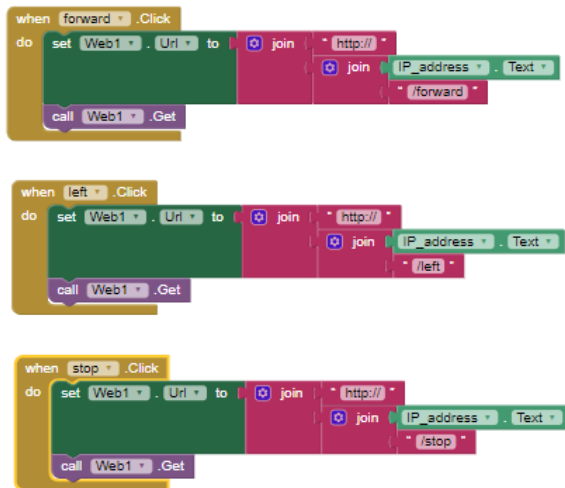 when forward .Click
do set Web1 . Url to join " http:// "
join IP_address . Text
" /forward "
call Web1 .Get
when left .Click
do set Web1 . Url to join " http:// "
join IP_address . Text
" /left "
call Web1 .Get
when stop .Click
do set Web1 . Url to join " http:// "
join IP_address . Text
" /stop "
call Web1 .Get